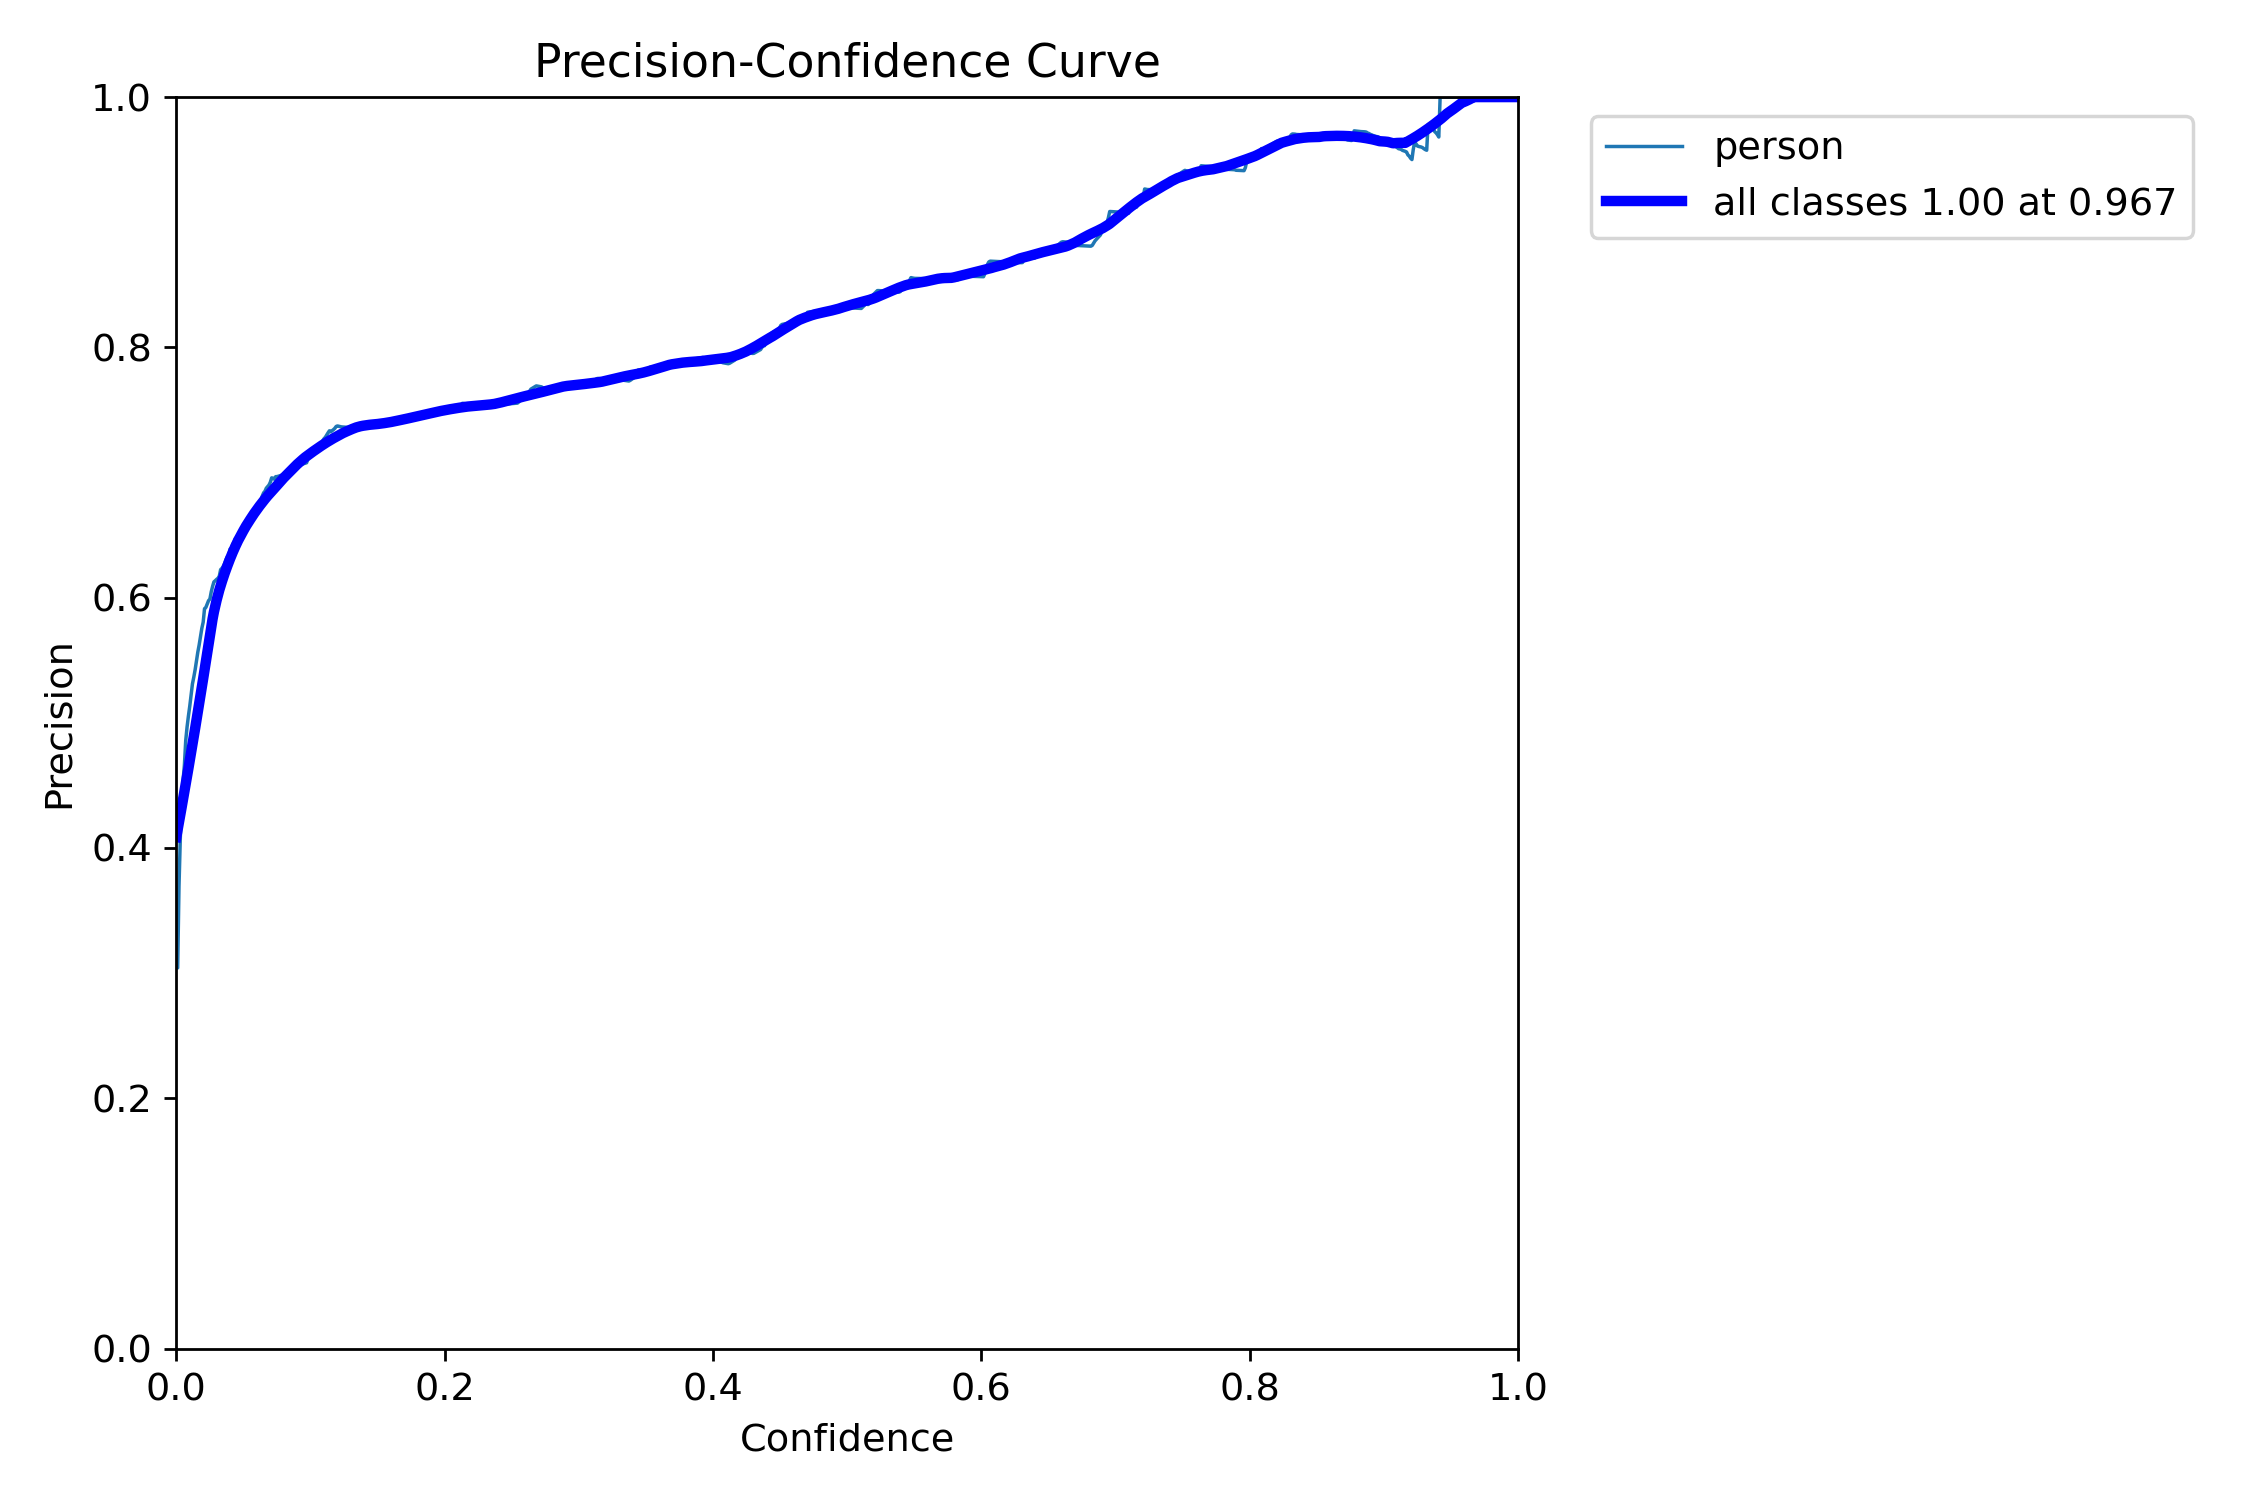 Precision-Confidence Curve
1.0
0.8
0.6
0.4
0.2
0.0
Precision
0.0 0.2 0.4 0.6 0.8 1.0
Confidence
person
all classes 1.00 at 0.967